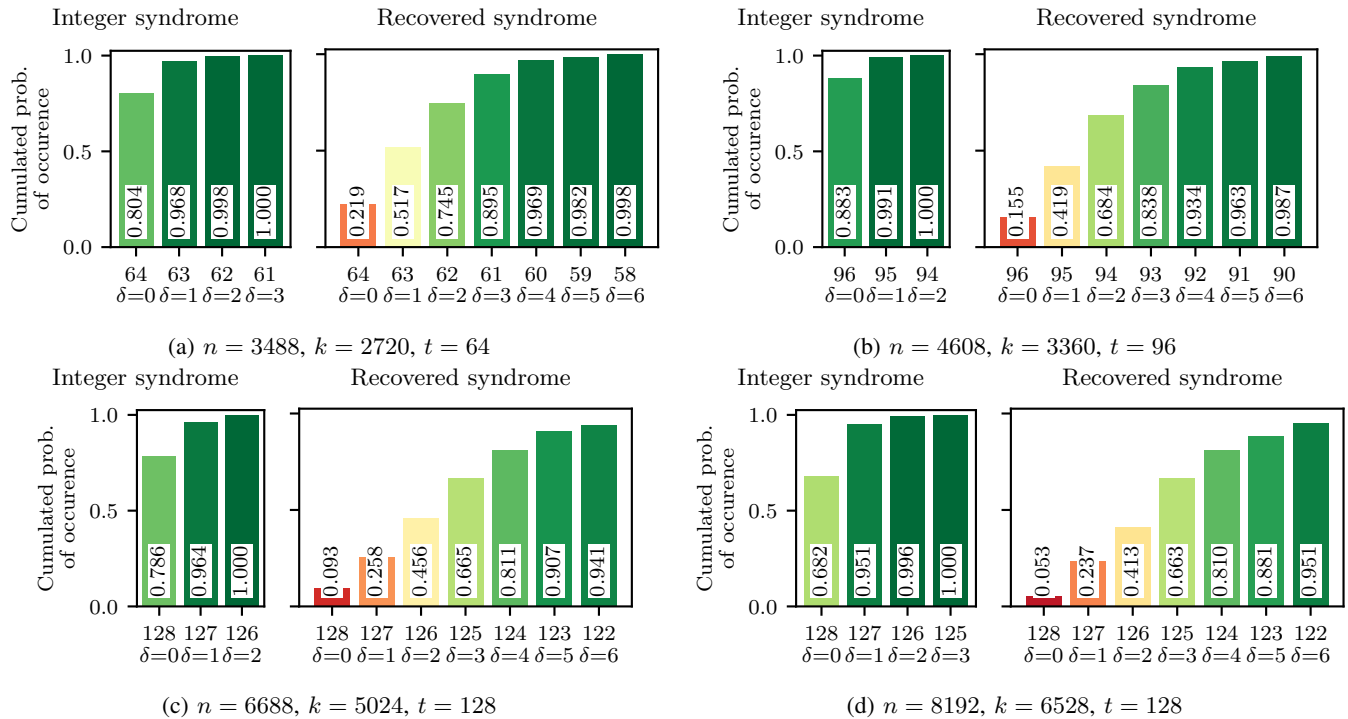 Integer syndrome Recovered syndrome
Cumulated prob.
of occurence
1.0
0.5
0.0
0.804 0.968 0.998 1.000
0.219 0.517 0.745 0.895 0.969 0.982 0.998
64 63 62 61
δ=0 δ=1 δ=2 δ=3
64 63 62 61 60 59 58
δ=0 δ=1 δ=2 δ=3 δ=4 δ=5 δ=6
(a) n = 3488, k = 2720, t = 64
Integer syndrome Recovered syndrome
Cumulated prob.
of occurence
1.0
0.5
0.0
0.883 0.991 1.000
0.155 0.419 0.684 0.838 0.934 0.963 0.987
96 95 94
δ=0 δ=1 δ=2
96 95 94 93 92 91 90
δ=0 δ=1 δ=2 δ=3 δ=4 δ=5 δ=6
(b) n = 4608, k = 3360, t = 96
Integer syndrome Recovered syndrome
Cumulated prob.
of occurence
1.0
0.5
0.0
0.786 0.964 1.000
0.093 0.258 0.456 0.665 0.811 0.907 0.941
128 127 126
δ=0 δ=1 δ=2
128 127 126 125 124 123 122
δ=0 δ=1 δ=2 δ=3 δ=4 δ=5 δ=6
(c) n = 6688, k = 5024, t = 128
Integer syndrome Recovered syndrome
Cumulated prob.
of occurence
1.0
0.5
0.0
0.682 0.951 0.996 1.000
0.053 0.237 0.413 0.663 0.810 0.881 0.951
128 127 126 125
δ=0 δ=1 δ=2 δ=3
128 127 126 125 124 123 122
δ=0 δ=1 δ=2 δ=3 δ=4 δ=5 δ=6
(d) n = 8192, k = 6528, t = 128